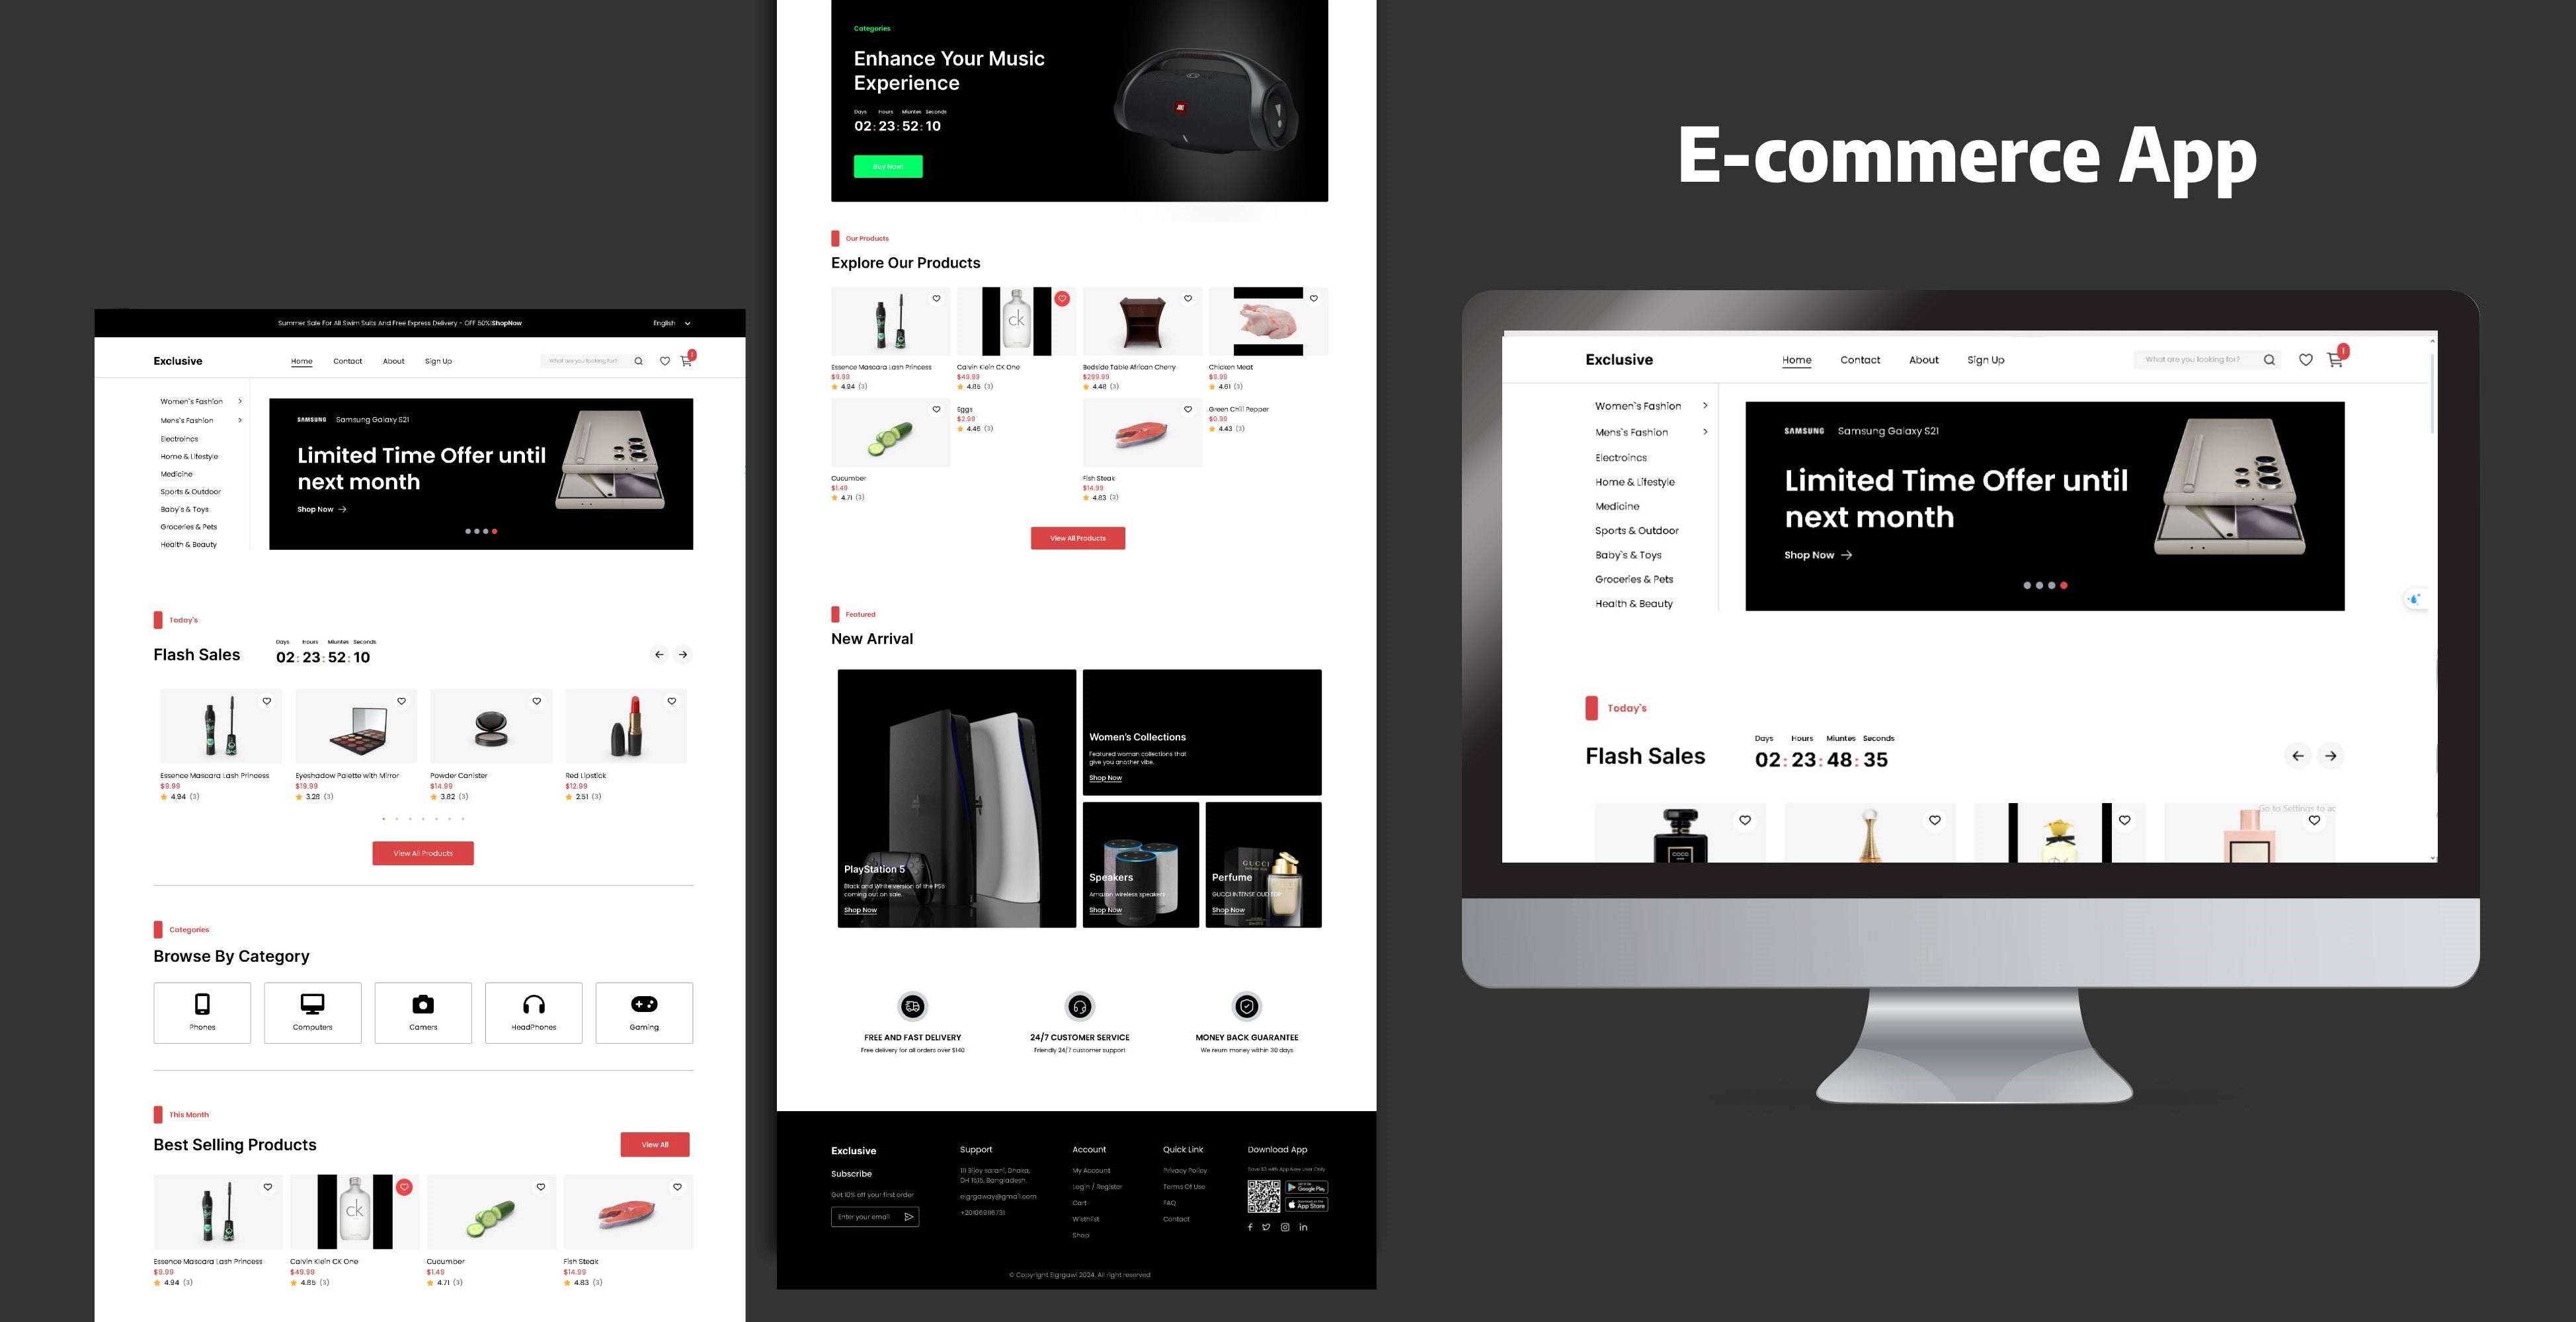 Summer Sale For All Swim Suits And Free Express Delivery - OFF 50%!ShopNow
English
Exclusive
Home
Contact
About
Sign Up
What are you looking for?
1
Women`s Fashion
Mens`s Fashion
Electroincs
Home & Lifestyle
Medicine
Sports & Outdoor
Baby`s & Toys
Groceries & Pets
Health & Beauty
SAMSUNG Samsung Galaxy S21
Limited Time Offer until
next month
Shop Now
Today's
Flash Sales
Days Hours Miuntes Seconds
02 : 23 : 52 : 10
Essence Mascara Lash Princess
$9.99
4.94 (3)
Eyeshadow Palette with Mirror
$19.99
3.28 (3)
Powder Canister
$14.99
3.82 (3)
Red Lipstick
$12.99
2.51 (3)
View All Products
Categories
Browse By Category
Phones
Computers
Camers
HeadPhones
Gaming
This Month
Best Selling Products
View All
ck
Essence Mascara Lash Princess
$9.99
4.94 (3)
Calvin Klein CK One
$49.99
4.85 (3)
Cucumber
$1.49
4.71 (3)
Fish Steak
$14.99
4.83 (3)
Categories
Enhance Your Music
Experience
Days Hours Miuntes Seconds
02 : 23 : 52 : 10
Buy Now!
JBL
Our Products
Explore Our Products
ck
Essence Mascara Lash Princess
$9.99
4.94 (3)
Calvin Klein CK One
$49.99
4.85 (3)
Bedside Table African Cherry
$299.99
4.48 (3)
Chicken Meat
$9.99
4.61 (3)
Cucumber
$1.49
4.71 (3)
Eggs
$2.99
4.46 (3)
Fish Steak
$14.99
4.83 (3)
Green Chili Pepper
$0.99
4.43 (3)
View All Products
Featured
New Arrival
PlayStation 5
Black and White version of the PS5
coming out on sale.
Shop Now
Women's Collections
Featured woman collections that
give you another vibe.
Shop Now
Speakers
Amazon wireless speakers
Shop Now
GUCCI
Perfume
GUCCI INTENSE OUD EDP
Shop Now
FREE AND FAST DELIVERY
Free delivery for all orders over $140
24/7 CUSTOMER SERVICE
Friendly 24/7 customer support
MONEY BACK GUARANTEE
We reurn money within 30 days
Exclusive
Subscribe
Get 10% off your first order
Enter your email
Support
111 Bijoy sarani, Dhaka,
DH 1515, Bangladesh.
Account
My Account
Login / Register
Cart
Wishlist
Shop
Quick Link
Privacy Policy
Terms Of Use
FAQ
Contact
Download App
Save $3 with App New User Only
Google Play
App Store
© Copyright Elgrgawi 2024. All right reserved
E-commerce App
Exclusive
Home
Contact
About
Sign Up
What are you looking for?
1
Women`s Fashion
Mens`s Fashion
Electroincs
Home & Lifestyle
Medicine
Sports & Outdoor
Baby`s & Toys
Groceries & Pets
Health & Beauty
SAMSUNG Samsung Galaxy S21
Limited Time Offer until
next month
Shop Now
Today's
Flash Sales
Days Hours Miuntes Seconds
02 : 23 : 48 : 35
COCO
Go to Settings to ac